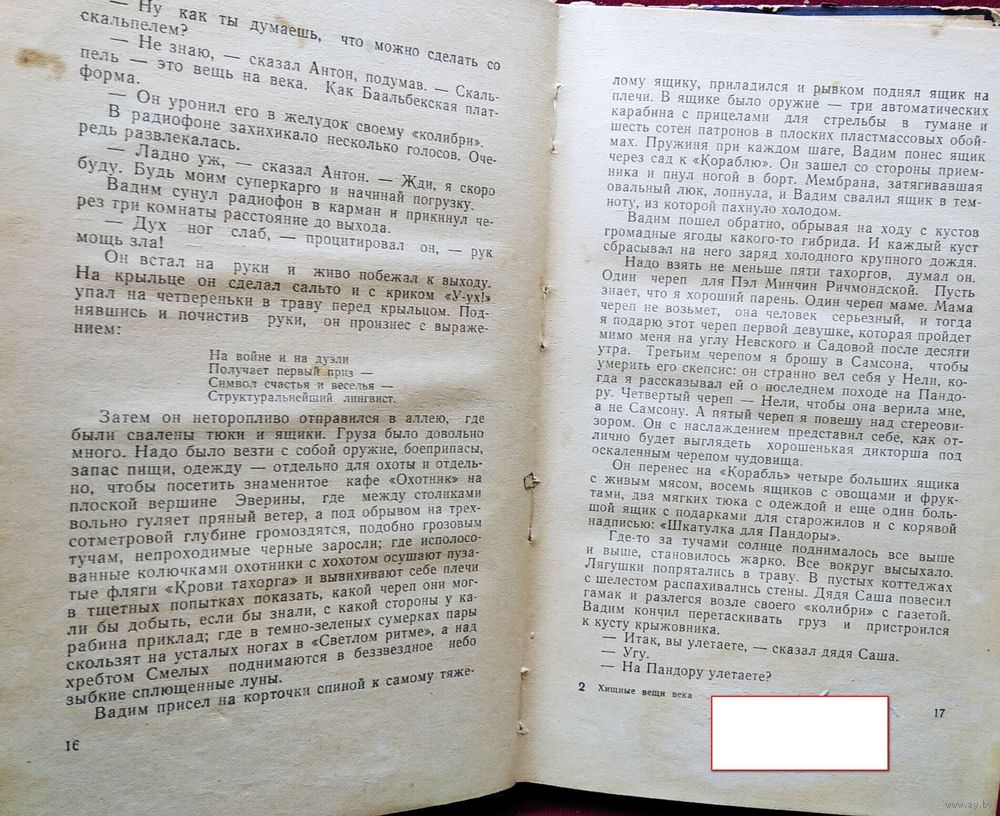 — Ну как ты думаешь, что можно сделать со
скальпелем?
— Не знаю, — сказал Антон, подумав. — Скаль-
пель — это вещь на века. Как Баальбекская плат-
форма.
— Он уронил его в желудок своему «колибри».
В радиофоне захихикало несколько голосов. Оче-
редь развлекалась.
— Ладно уж, — сказал Антон. — Жди, я скоро
буду. Будь моим суперкарго и начинай погрузку.
Вадим сунул радиофон в карман и прикинул че-
рез три комнаты расстояние до выхода.
— Дух ног слаб, — процитировал он, — рук
мощь зла!
Он встал на руки и живо побежал к выходу.
На крыльце он сделал сальто и с криком «У-ух!»
упал на четвереньки в траву перед крыльцом. Под-
нявшись и почистив руки, он произнес с выраже-
нием:
На войне и на дуэли
Получает первый приз —
Символ счастья и веселья —
Структуральнейший лингвист.
Затем он неторопливо отправился в аллею, где
были свалены тюки и ящики. Груза было довольно
много. Надо было везти с собой оружие, боеприпасы,
запас пищи, одежду — отдельно для охоты и отдель-
но, чтобы посетить знаменитое кафе «Охотник» на
плоской вершине Эверины, где между столиками
вольно гуляет пряный ветер, а под обрывом на трех-
сотметровой глубине громоздятся, подобно грозовым
тучам, непроходимые черные заросли; где исполосо-
ванные колючками охотники с хохотом осушают пуза-
тые фляги «Крови тахорга» и вывихивают себе плечи
в тщетных попытках показать, какой череп они мог-
ли бы добыть, если бы знали, с какой стороны у ка-
рабина приклад; где в темно-зеленых сумерках пары
скользят на усталых ногах в «Светлом ритме», а над
хребтом Смелых поднимаются в беззвездное небо
зыбкие сплющенные луны.
Вадим присел на корточки спиной к самому тяже-
16
лому ящику, приладился и рывком поднял ящик на
плечи. В ящике было оружие — три автоматических
карабина с прицелами для стрельбы в тумане и
шесть сотен патронов в плоских пластмассовых обой-
мах. Пружиня при каждом шаге, Вадим понес ящик
через сад к «Кораблю». Он зашел со стороны прием-
ника и пнул ногой в борт. Мембрана, затягивавшая
овальный люк, лопнула, и Вадим свалил ящик в тем-
ноту, из которой пахнуло холодом.
Вадим пошел обратно, обрывая на ходу с кустов
громадные ягоды какого-то гибрида. И каждый куст
сбрасывал на него заряд холодного крупного дождя.
Надо взять не меньше пяти тахоргов, думал он.
Один череп для Пэл Минчин Ричмондской. Пусть
знает, что я хороший парень. Один череп маме. Мама
череп не возьмет, она человек серьезный, и тогда
я подарю этот череп первой девушке, которая пройдет
мимо меня на углу Невского и Садовой после десяти
утра. Третьим черепом я брошу в Самсона, чтобы
умерить его скепсис: он странно вел себя у Нели, ко-
гда я рассказывал ей о последнем походе на Пандо-
ру. Четвертый череп — Нели, чтобы она верила мне,
а не Самсону. А пятый череп я повешу над стереови-
зором. Он с наслаждением представил себе, как от-
лично будет выглядеть хорошенькая дикторша под
оскаленным черепом чудовища.
Он перенес на «Корабль» четыре больших ящика
с живым мясом, восемь ящиков с овощами и фрук-
тами, два мягких тюка с одеждой и еще один боль-
шой ящик с подарками для старожилов и с корявой
надписью: «Шкатулка для Пандоры».
Где-то за тучами солнце поднималось все выше
и выше, становилось жарко. Все вокруг высыхало.
Лягушки попрятались в траву. В пустых коттеджах
с шелестом распахивались стены. Дядя Саша повесил
гамак и разлегся возле своего «колибри» с газетой.
Вадим кончил перетаскивать груз и пристроился
к кусту крыжовника.
— Итак, вы улетаете, — сказал дядя Саша.
— Угу.
— На Пандору улетаете?
2 Хищные вещи века
17
www.ay.by